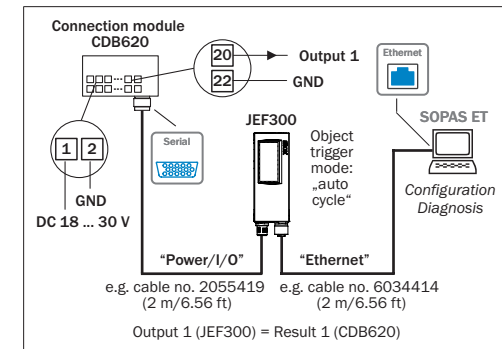 Connection module
CDB620
20
Output 1
22
GND
Ethernet
SOPAS ET
JEF300
Serial
Object
trigger
mode:
„auto
cycle“
1 2
GND
DC 18 ... 30 V
Configuration
Diagnosis
“Power/I/O” “Ethernet”
e.g. cable no. 2055419 e.g. cable no. 6034414
(2 m/6.56 ft) (2 m/6.56 ft)
Output 1 (JEF300) = Result 1 (CDB620)